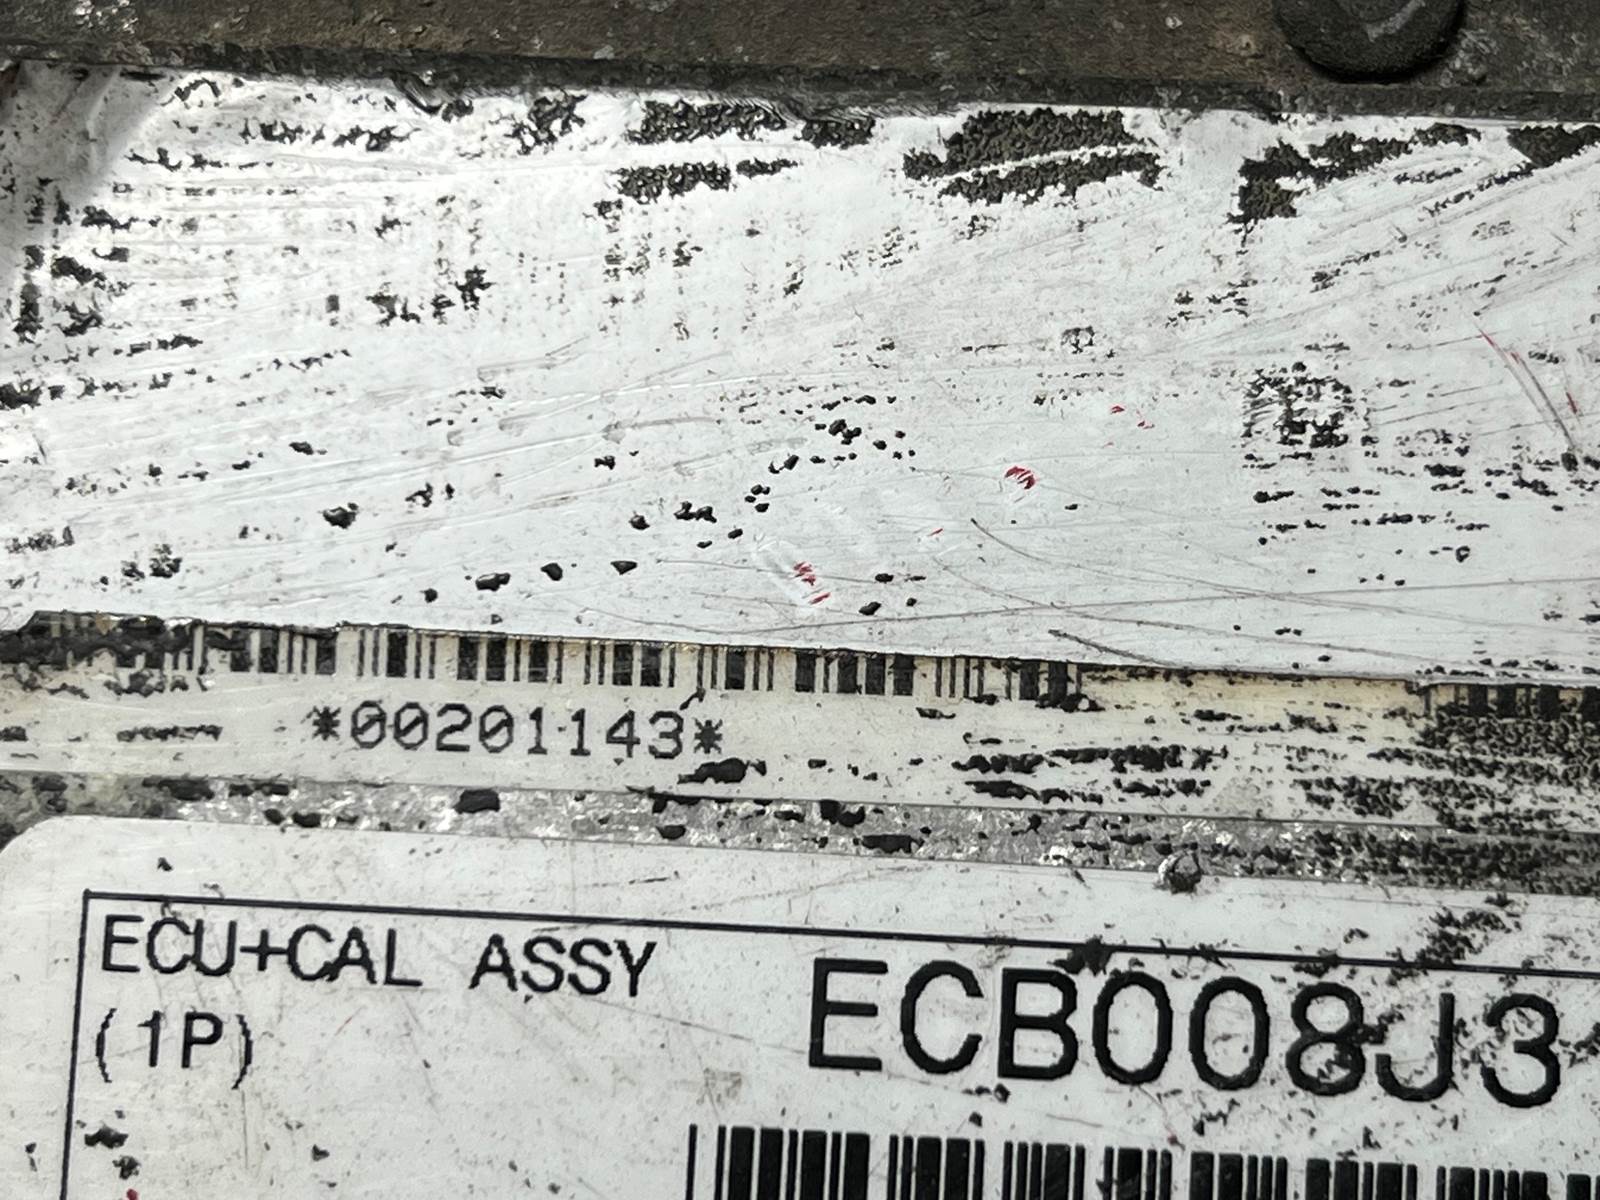 *00201143*
ECU+CAL ASSY
(1P)
ECB008J3